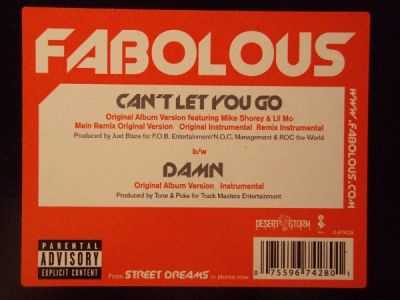 FABOLOUS
CAN'T LET YOU GO
Original Album Version featuring Mike Shorey & Lil Mo
Main Remix Original Version Original Instrumental Remix Instrumental
Produced by Just Blaze for F.O.B. Entertainment/N.O.C. Management & ROC the World
b/w
DAMN
Original Album Version Instrumental
Produced by Tone & Poke for Track Masters Entertainment
WWW.FABOLOUS.COM
PARENTAL
ADVISORY
EXPLICIT CONTENT
From STREET DREAMS in stores now
DESERT STORM
0-67428
0 75596 74280 1